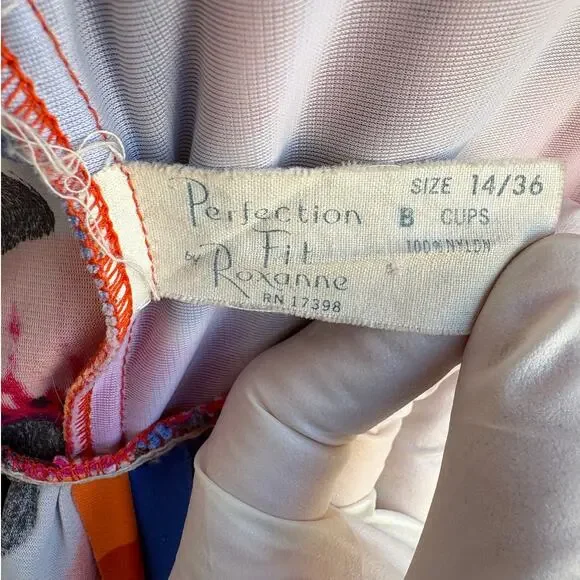 Perfection
Fit
by Roxanne
RN 17398
SIZE 14/36
B CUPS
100% NYLON